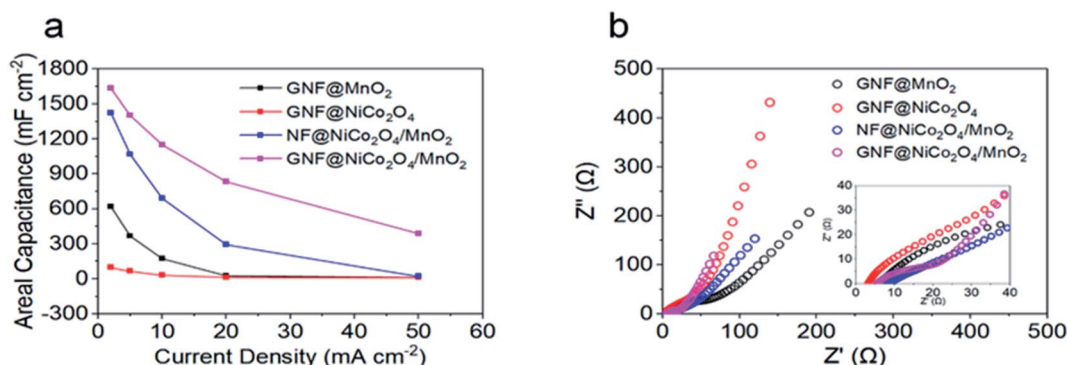 a
1800
1500
1200
900
600
300
0
-300
0 10 20 30 40 50 60
Areal Capacitance (mF cm⁻²)
Current Density (mA cm⁻²)
GNF@MnO₂
GNF@NiCo₂O₄
NF@NiCo₂O₄/MnO₂
GNF@NiCo₂O₄/MnO₂
b
500
400
300
200
100
0
0 100 200 300 400 500
Z'' (Ω)
Z' (Ω)
GNF@MnO₂
GNF@NiCo₂O₄
NF@NiCo₂O₄/MnO₂
GNF@NiCo₂O₄/MnO₂
40
30
20
10
0
0 10 20 30 40
Z'' (Ω)
Z' (Ω)